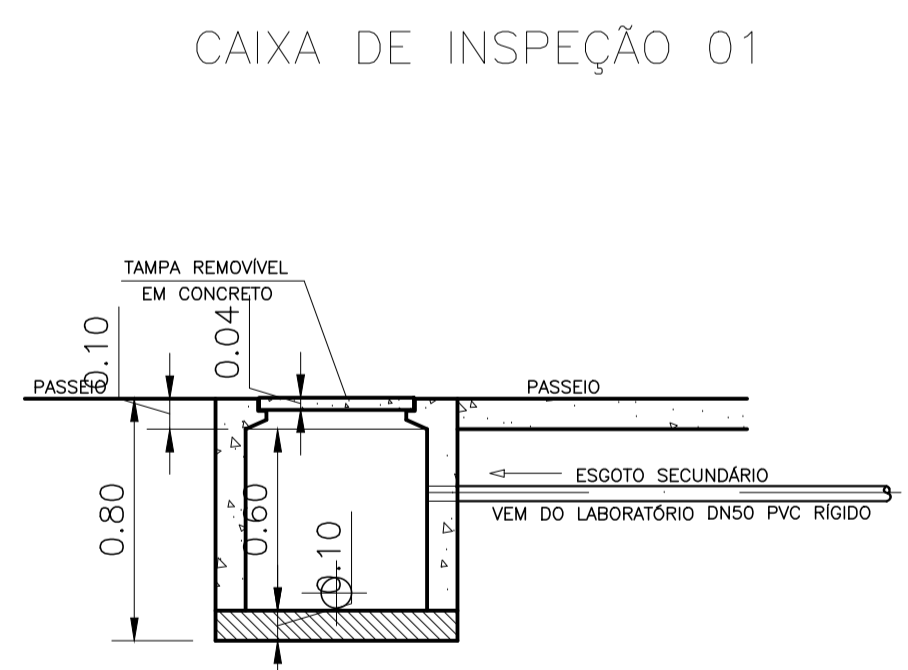 CAIXA DE INSPEÇÃO 01
TAMPA REMOVÍVEL
EM CONCRETO
0.10
0.04
PASSEIO
PASSEIO
ESGOTO SECUNDÁRIO
0.80
0.60
VEM DO LABORATÓRIO DN50 PVC RÍGIDO
0.10